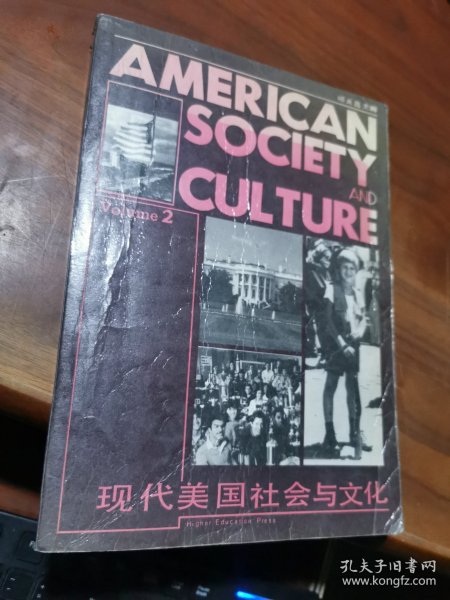 AMERICAN
SOCIETY
AND
CULTURE
Volume 2
现代美国社会与文化
Higher Education Press
孔夫子旧书网
www.kongfz.com